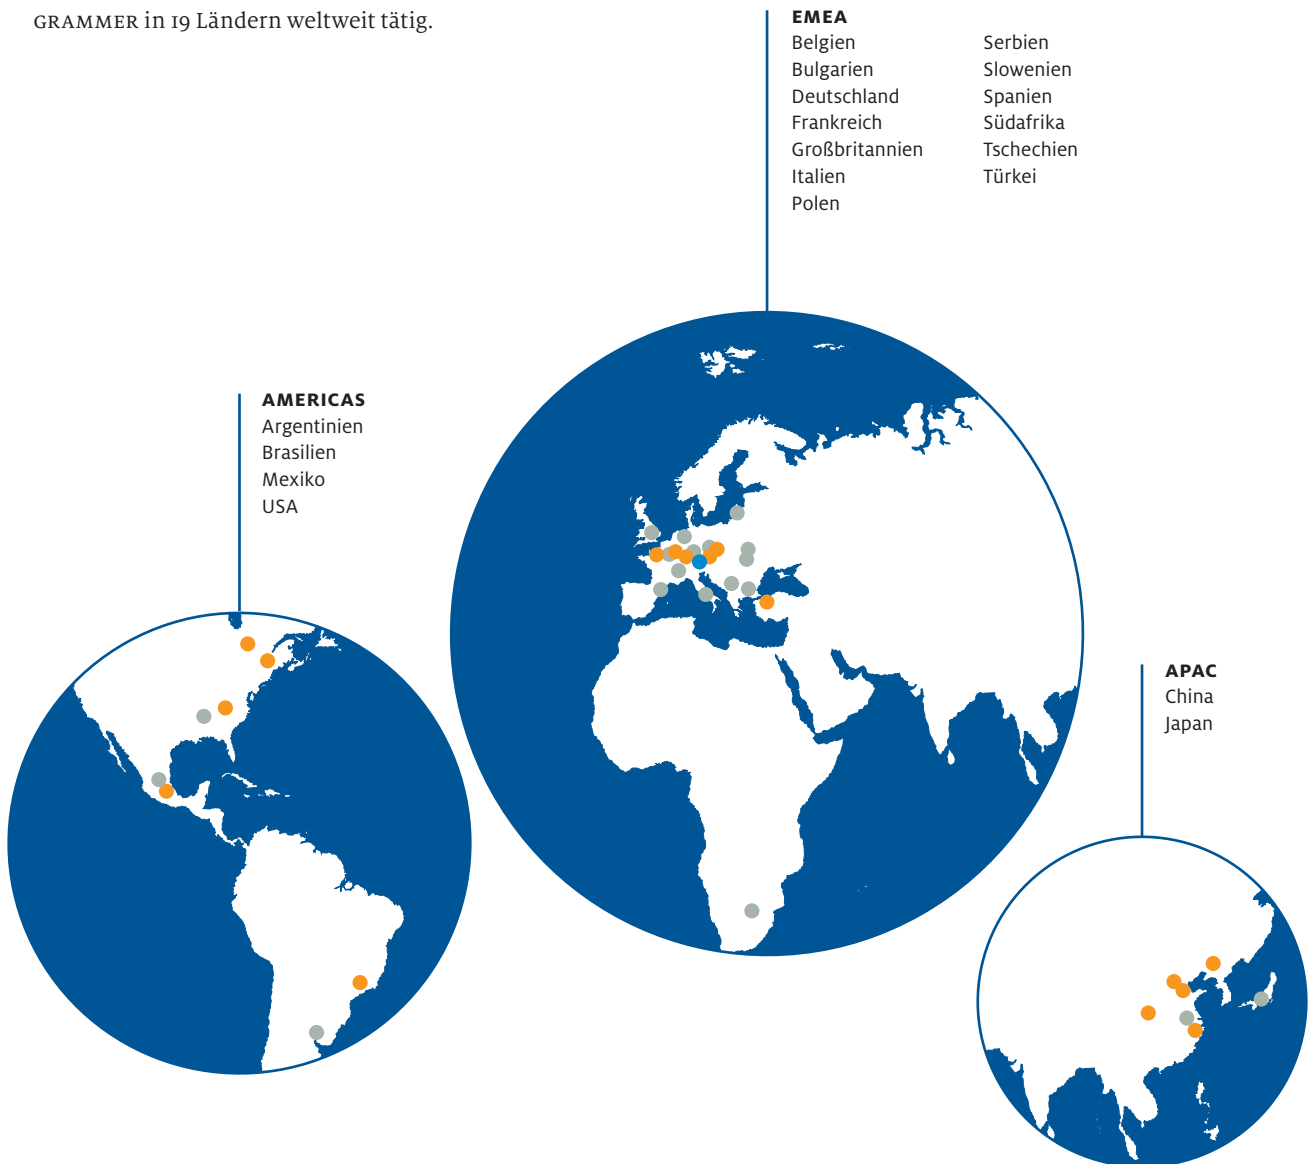 GRAMMER in 19 Ländern weltweit tätig.
EMEA
Belgien
Bulgarien
Deutschland
Frankreich
Großbritannien
Italien
Polen
Serbien
Slowenien
Spanien
Südafrika
Tschechien
Türkei
AMERICAS
Argentinien
Brasilien
Mexiko
USA
APAC
China
Japan